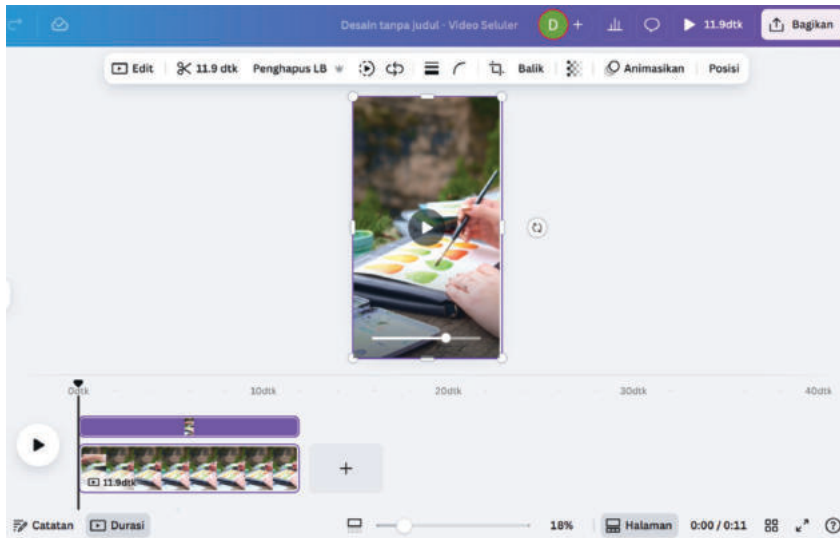 Desain tanpa judul - Video Seluler D + 11.9dtk Bagikan
Edit 11.9 dtk Penghapus LB Balik Animasikan Posisi
0dtk 10dtk 20dtk 30dtk 40dtk
11.9dtk
+
Catatan Durasi 18% Halaman 0:00 / 0:11 ?